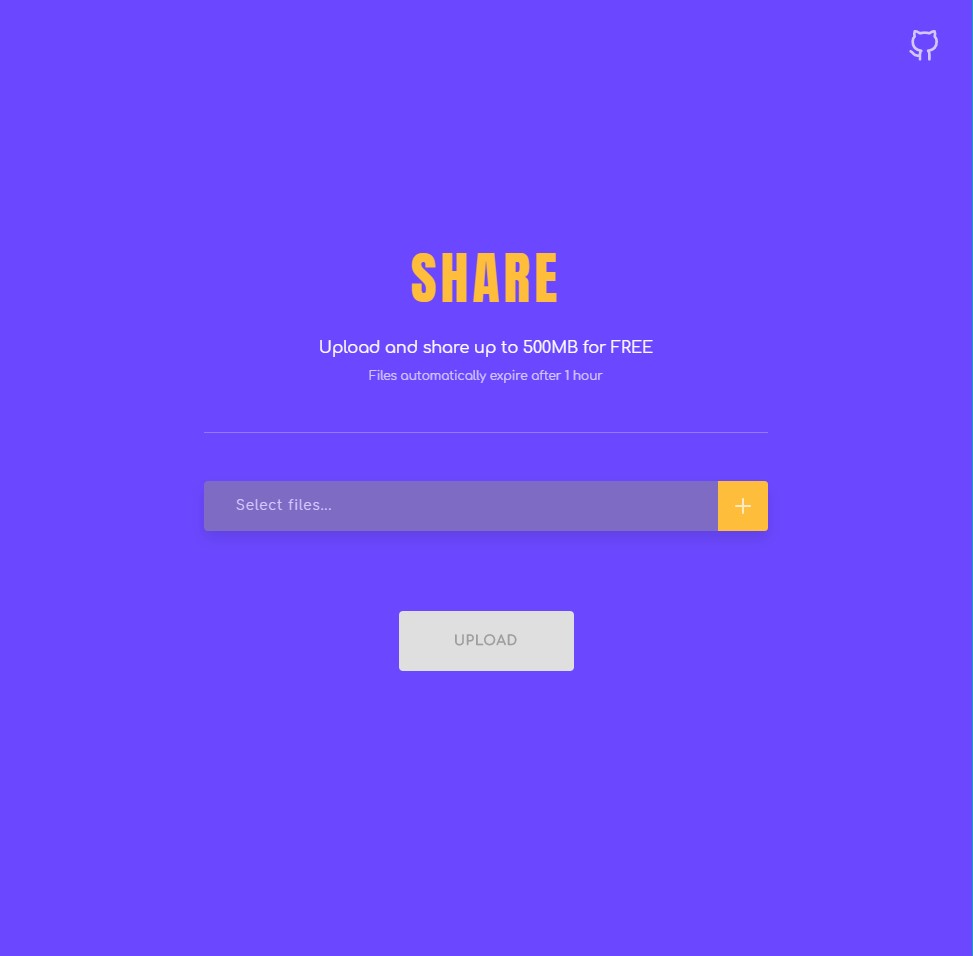 SHARE
Upload and share up to 500MB for FREE
Files automatically expire after 1 hour
Select files...
UPLOAD